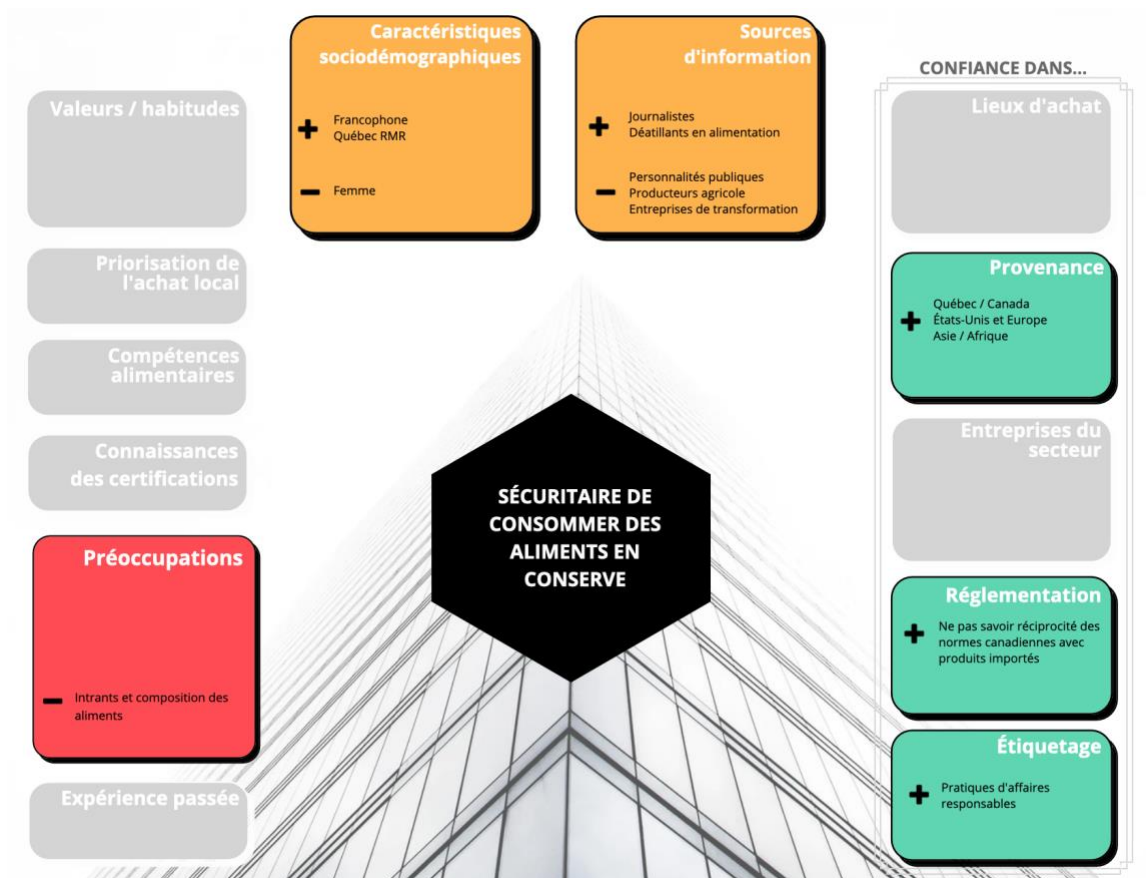 Caractéristiques
sociodémographiques
+ Francophone
Québec RMR
− Femme
Sources
d'information
+ Journalistes
Déatillants en alimentation
− Personnalités publiques
Producteurs agricole
Entreprises de transformation
Valeurs / habitudes
Priorisation de
l'achat local
Compétences
alimentaires
Connaissances
des certifications
Préoccupations
− Intrants et composition des
aliments
Expérience passée
SÉCURITAIRE DE
CONSOMMER DES
ALIMENTS EN
CONSERVE
CONFIANCE DANS...
Lieux d'achat
Provenance
+ Québec / Canada
États-Unis et Europe
Asie / Afrique
Entreprises du
secteur
Réglementation
+ Ne pas savoir réciprocité des
normes canadiennes avec
produits importés
Étiquetage
+ Pratiques d'affaires
responsables